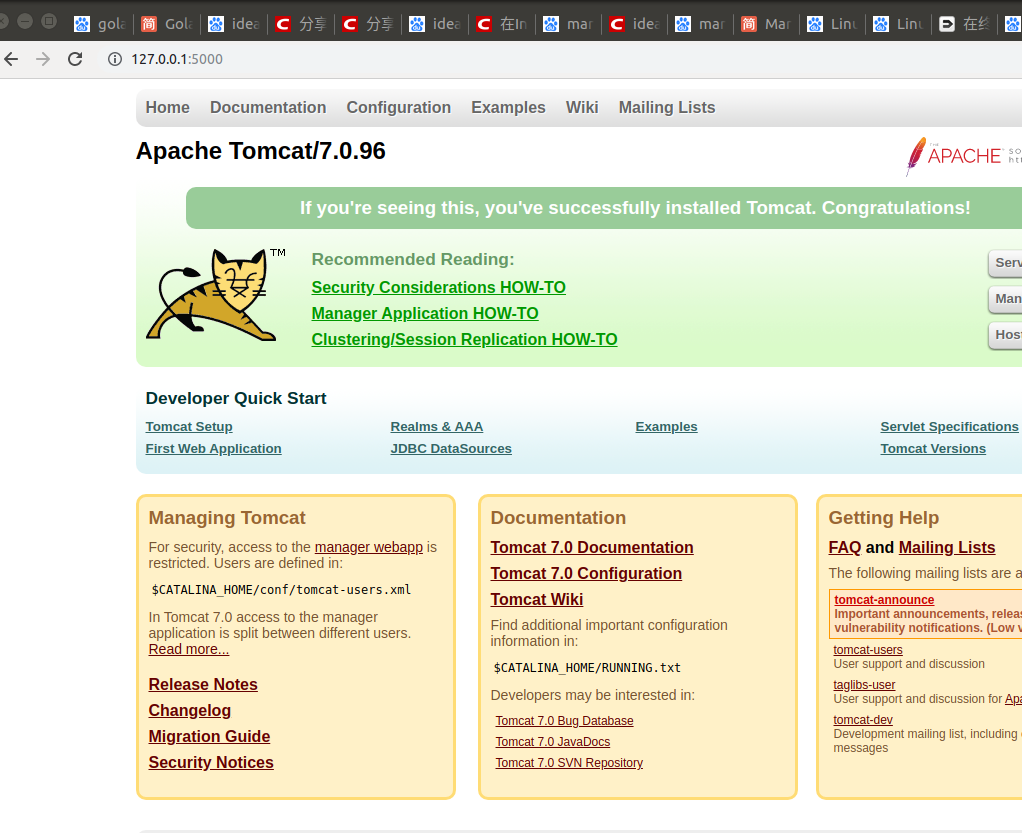 gola
Gola
idea
分享
分享
idea
在In
mar
idea
mar
Mar
Linu
Linu
在线
127.0.0.1:5000
Home Documentation Configuration Examples Wiki Mailing Lists
Apache Tomcat/7.0.96
APACHE
If you're seeing this, you've successfully installed Tomcat. Congratulations!
TM
Recommended Reading:
Security Considerations HOW-TO
Manager Application HOW-TO
Clustering/Session Replication HOW-TO
Serv
Man
Host
Developer Quick Start
Tomcat Setup Realms & AAA Examples Servlet Specifications
First Web Application JDBC DataSources Tomcat Versions
Managing Tomcat
For security, access to the manager webapp is
restricted. Users are defined in:
$CATALINA_HOME/conf/tomcat-users.xml
In Tomcat 7.0 access to the manager
application is split between different users.
Read more...
Release Notes
Changelog
Migration Guide
Security Notices
Documentation
Tomcat 7.0 Documentation
Tomcat 7.0 Configuration
Tomcat Wiki
Find additional important configuration
information in:
$CATALINA_HOME/RUNNING.txt
Developers may be interested in:
Tomcat 7.0 Bug Database
Tomcat 7.0 JavaDocs
Tomcat 7.0 SVN Repository
Getting Help
FAQ and Mailing Lists
The following mailing lists are a
tomcat-announce
Important announcements, releas
vulnerability notifications. (Low v
tomcat-users
User support and discussion
taglibs-user
User support and discussion for Apa
tomcat-dev
Development mailing list, including
messages